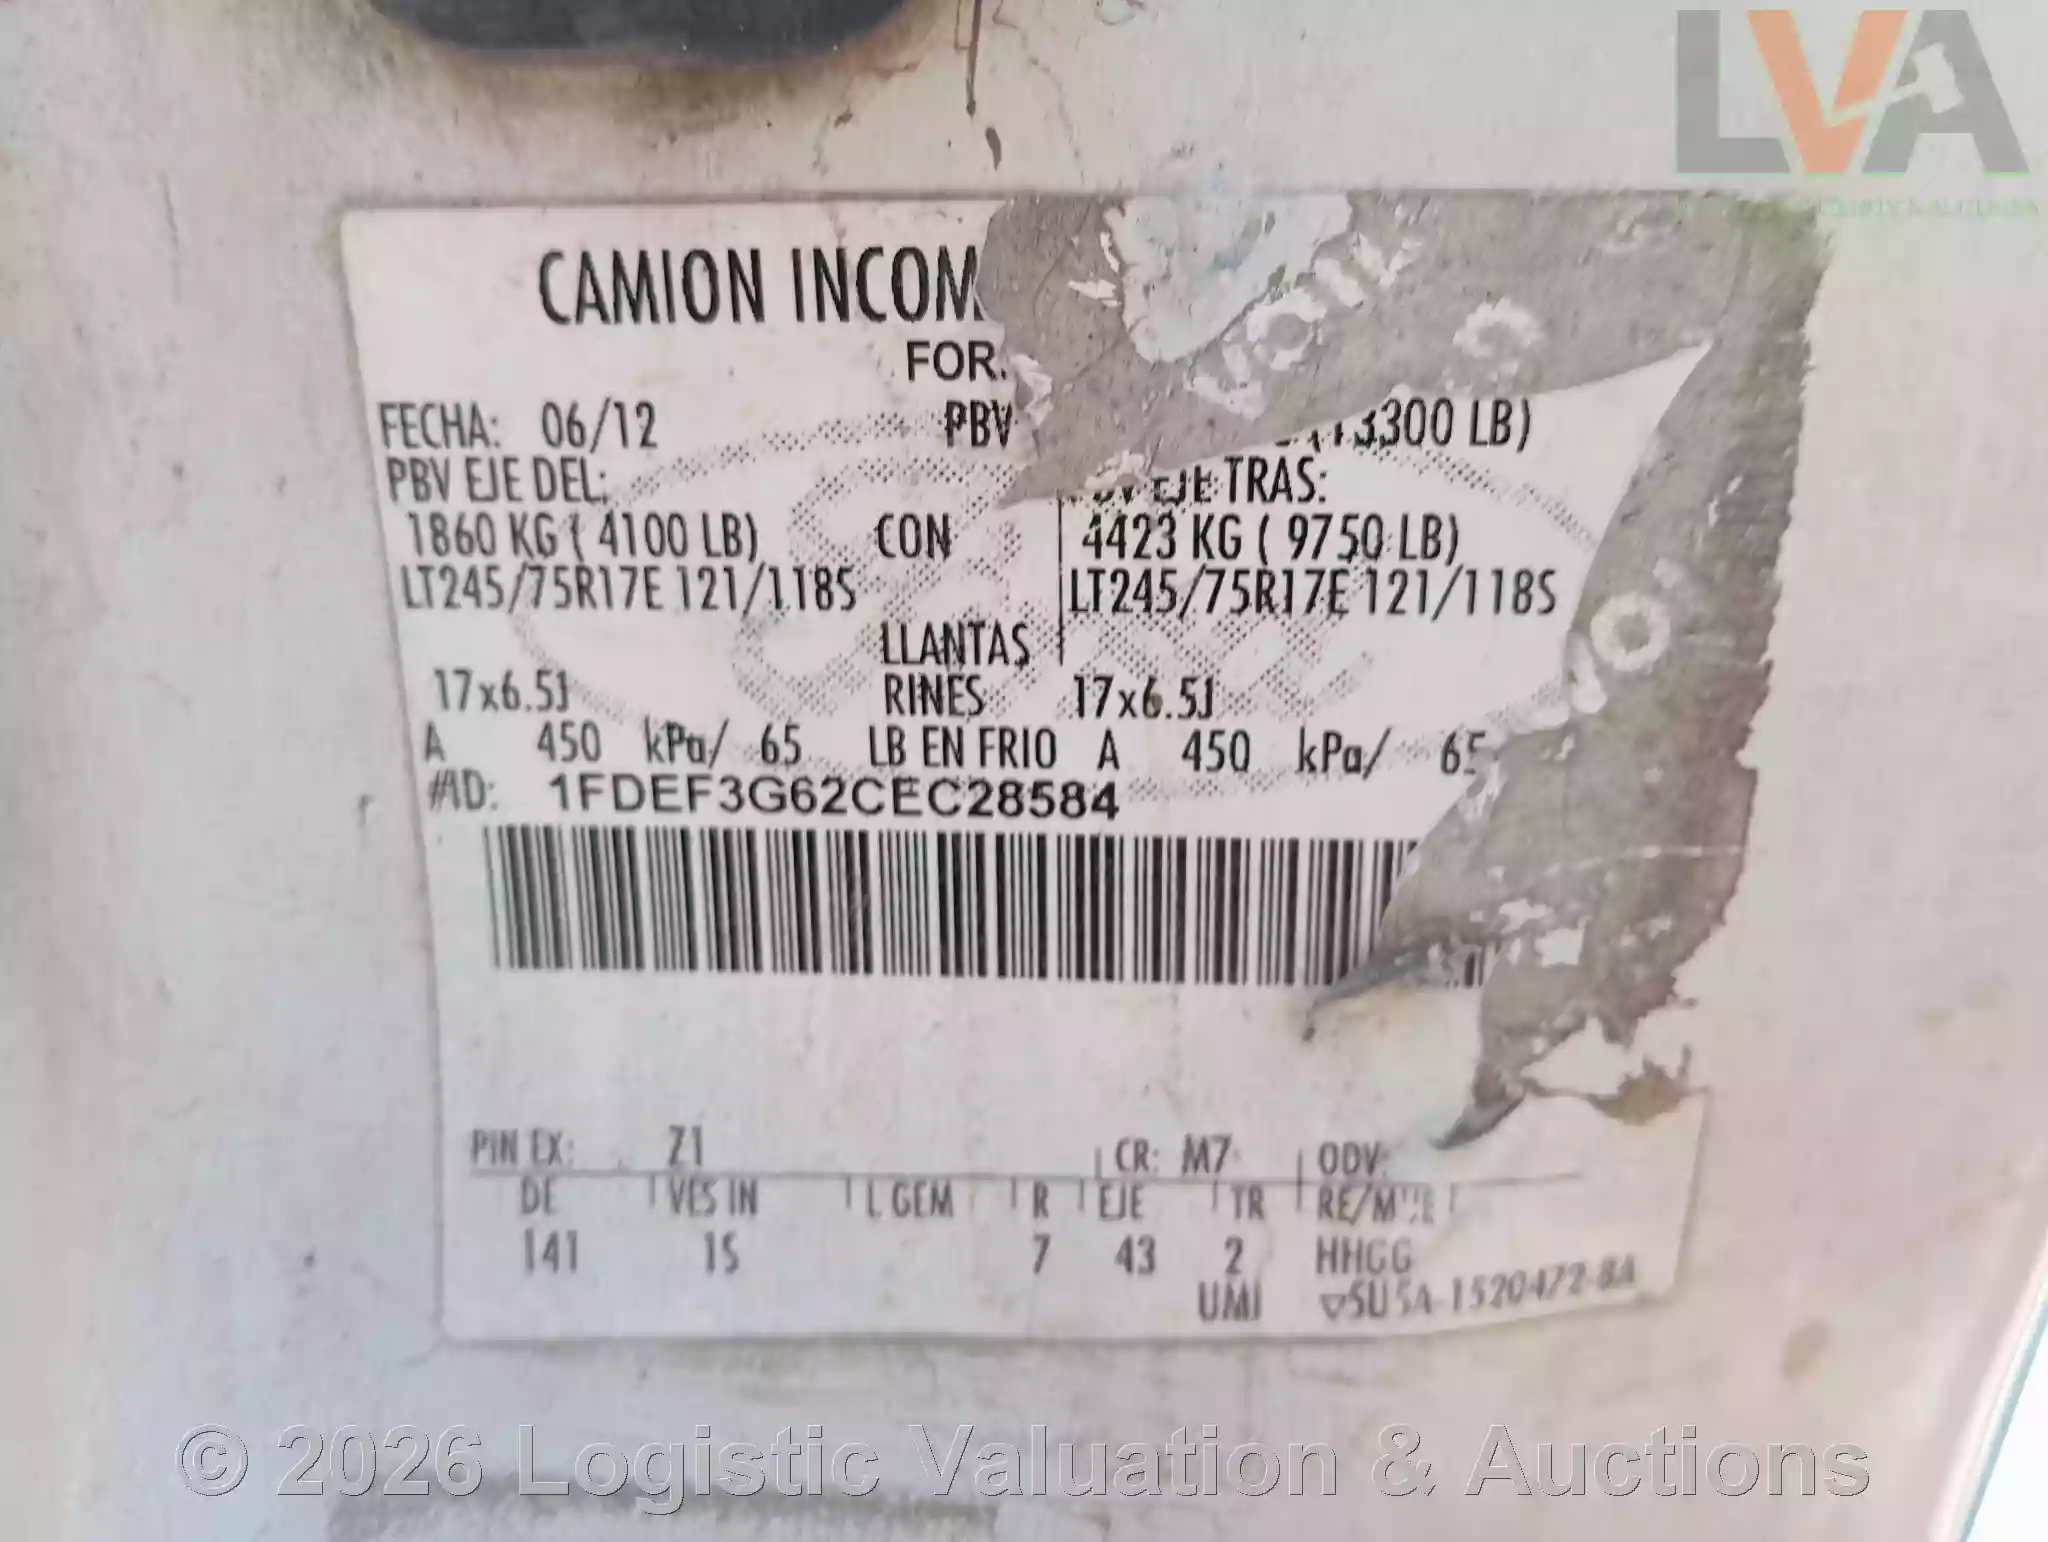 LVA
CAMION INCOM
FOR
FECHA: 06/12 PBV (13300 LB)
PBV EJE DEL: PBV EJE TRAS:
1860 KG ( 4100 LB) CON 4423 KG ( 9750 LB)
LT245/75R17E 121/118S LT245/75R17E 121/118S
LLANTAS
17x6.5J RINES 17x6.5J
A 450 kPa/ 65 LB EN FRIO A 450 kPa/ 65
#ID: 1FDEF3G62CEC28584
PIN EX: Z1 CR: M7 ODV:
DE VES IN L GEM R EJE TR
141 1S 7 43 2 HHGG
UMI
© 2026 Logistic Valuation & Auctions